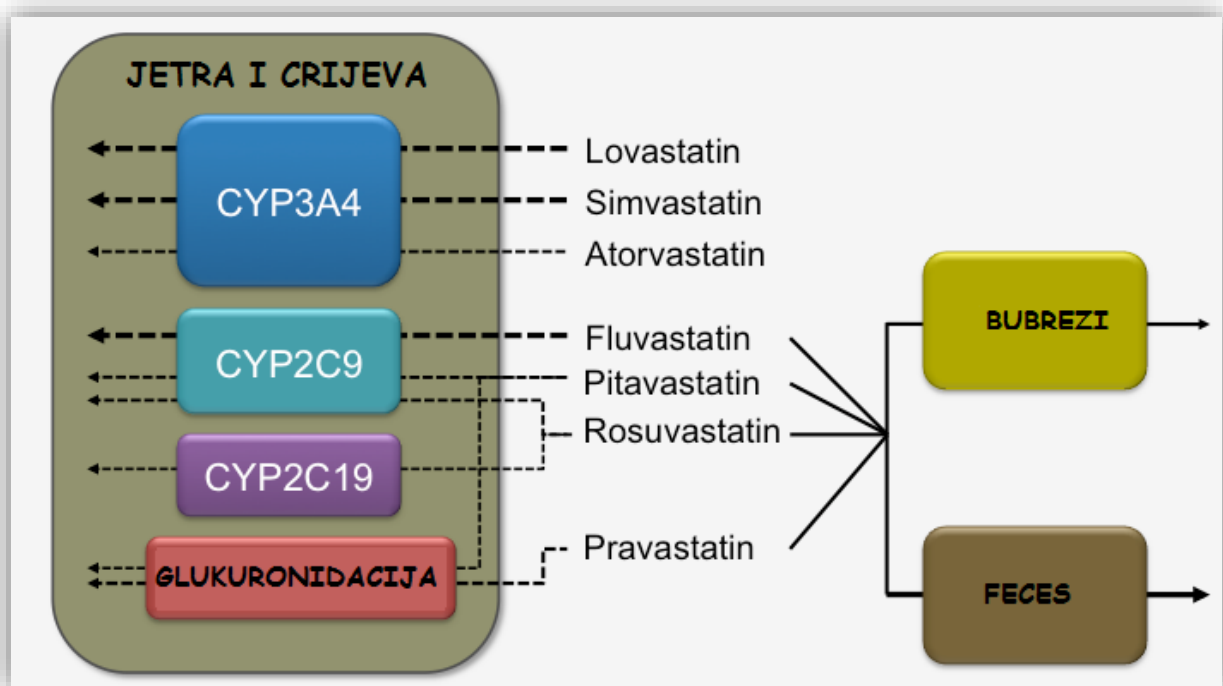 JETRA I CRIJEVA
CYP3A4
CYP2C9
CYP2C19
GLUKURONIDACIJA
Lovastatin
Simvastatin
Atorvastatin
Fluvastatin
Pitavastatin
Rosuvastatin
Pravastatin
BUBREZI
FECES